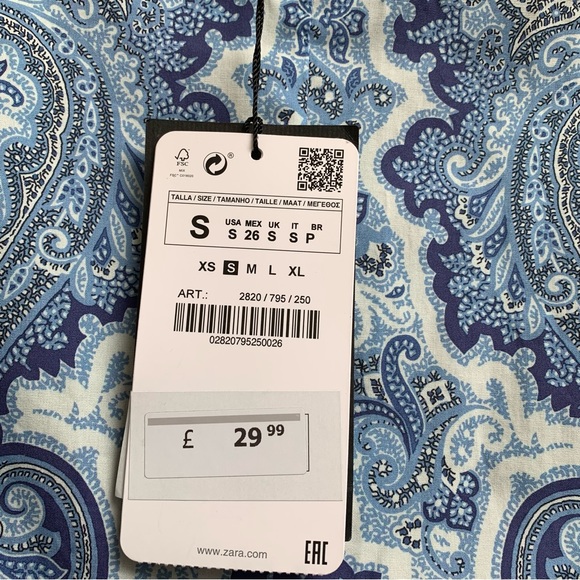 FSC
MIX
®
TALLA / SIZE / TAMANHO / TAILLE / MAAT / ΜΕΓΕΘΟΣ
S
USA MEX UK IT BR
S 26 S S P
XS S M L XL
ART.: 2820 / 795 / 250
02820795250026
£ 29 99
www.zara.com
EAC